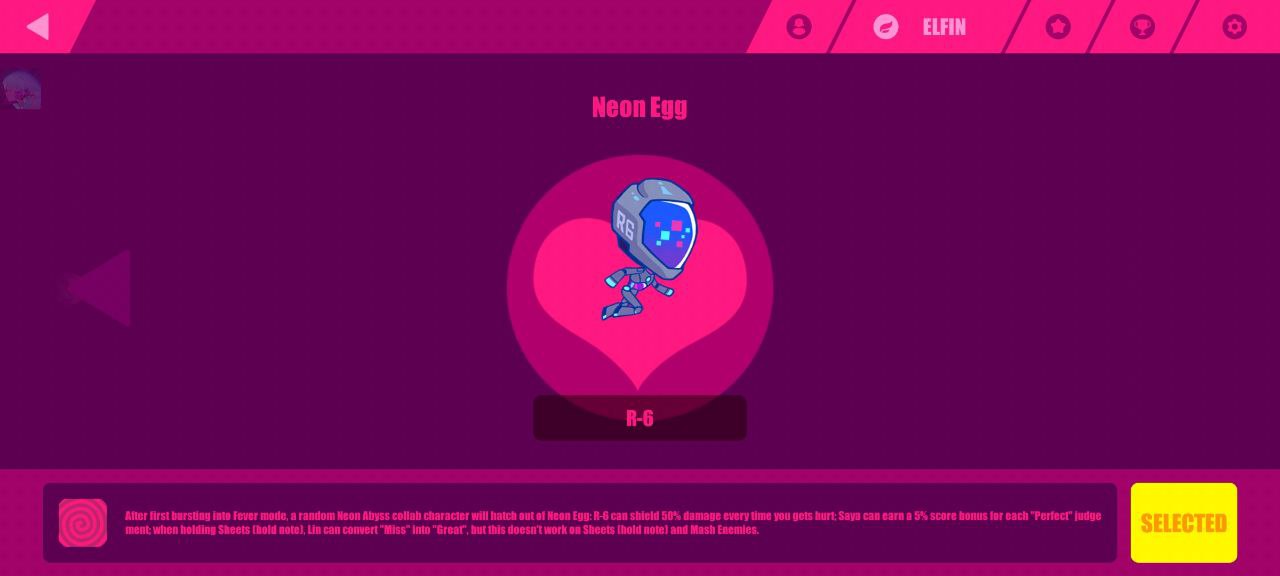 ELFIN
Neon Egg
R6
R-6
After first bursting into Fever mode, a random Neon Abyss collab character will hatch out of Neon Egg: R-6 can shield 50% damage every time you gets hurt; Saya can earn a 5% score bonus for each "Perfect" judge
ment; when holding Sheets (hold note), Lin can convert "Miss" into "Great", but this doesn't work on Sheets (hold note) and Mash Enemies.
SELECTED